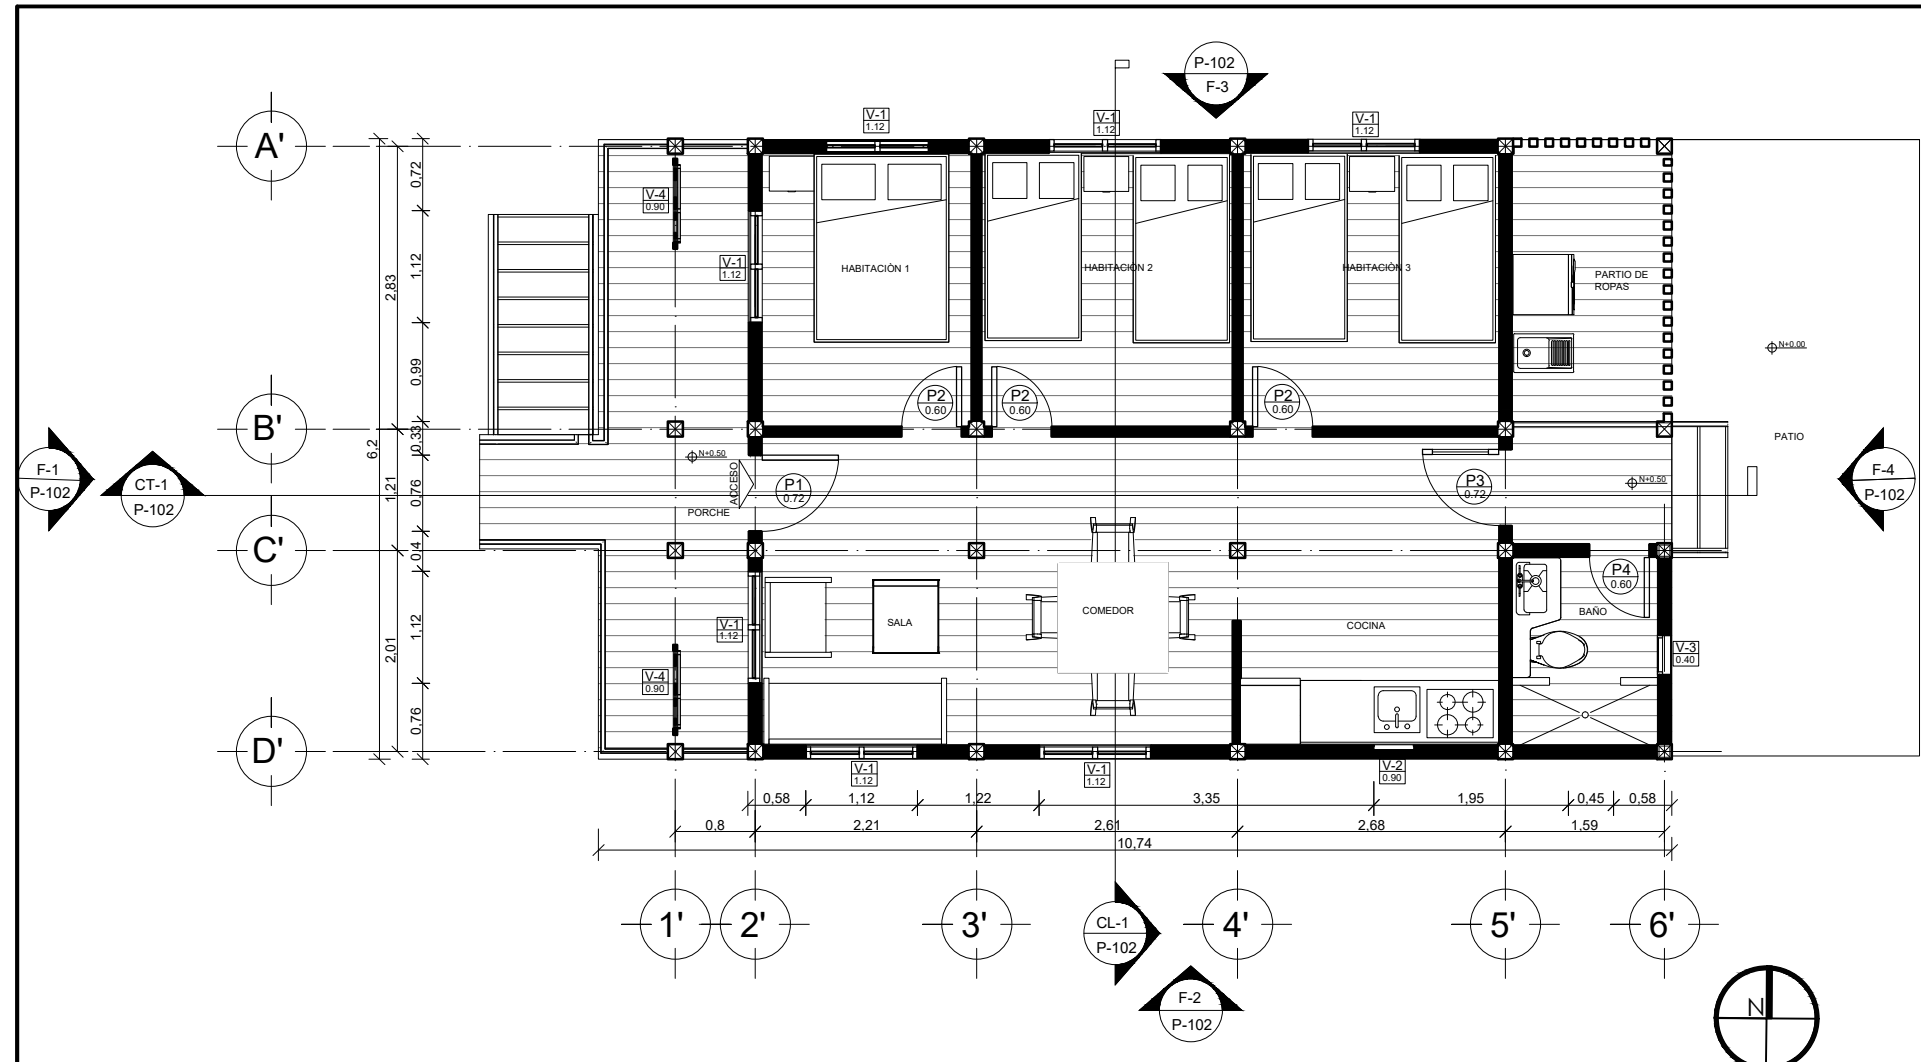 P-102
F-3
V-1
1.12
V-1
1.12
V-1
1.12
A'
0,72
V-4
0.90
V-1
1.12
1,12
2,83
HABITACIÒN 1
HABITACIÒN 2
HABITACIÒN 3
PARTIO DE
ROPAS
N+0.00
0,99
P2
0.60
P2
0.60
P2
0.60
B'
0,33
6,2
PATIO
F-1
P-102
CT-1
P-102
N+0.50
ACCESO
P1
0.72
P3
0.72
N+0.50
F-4
P-102
1,21
0,76
PORCHE
C'
0,4
P4
0.60
BAÑO
1,12
V-1
1.12
SALA
COMEDOR
COCINA
2,01
V-3
0.40
V-4
0.90
0,76
D'
V-1
1.12
V-1
1.12
V-2
0.90
0,58
1,12
1,22
3,35
1,95
0,45
0,58
0,8
2,21
2,61
2,68
1,59
10,74
1'
2'
3'
CL-1
P-102
4'
5'
6'
F-2
P-102
N